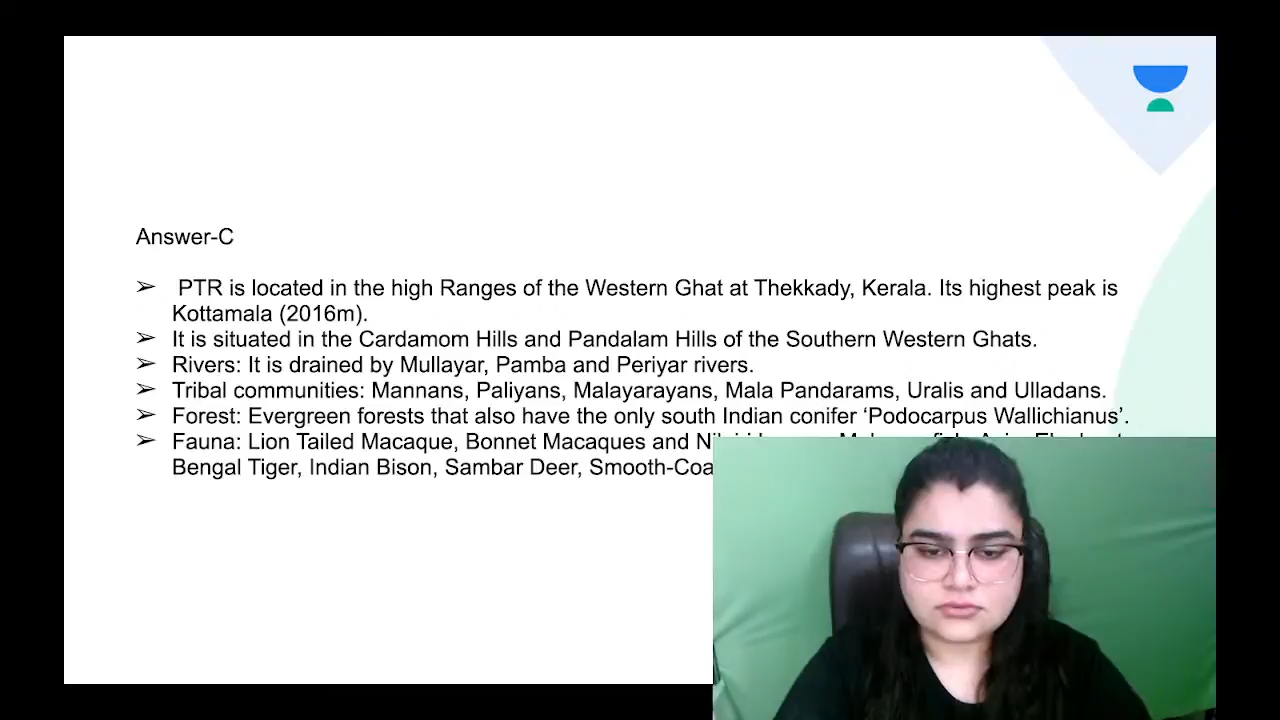 Answer-C
➢ PTR is located in the high Ranges of the Western Ghat at Thekkady, Kerala. Its highest peak is
Kottamala (2016m).
➢ It is situated in the Cardamom Hills and Pandalam Hills of the Southern Western Ghats.
➢ Rivers: It is drained by Mullayar, Pamba and Periyar rivers.
➢ Tribal communities: Mannans, Paliyans, Malayarayans, Mala Pandarams, Uralis and Ulladans.
➢ Forest: Evergreen forests that also have the only south Indian conifer ‘Podocarpus Wallichianus’.
➢ Fauna: Lion Tailed Macaque, Bonnet Macaques and
Bengal Tiger, Indian Bison, Sambar Deer,